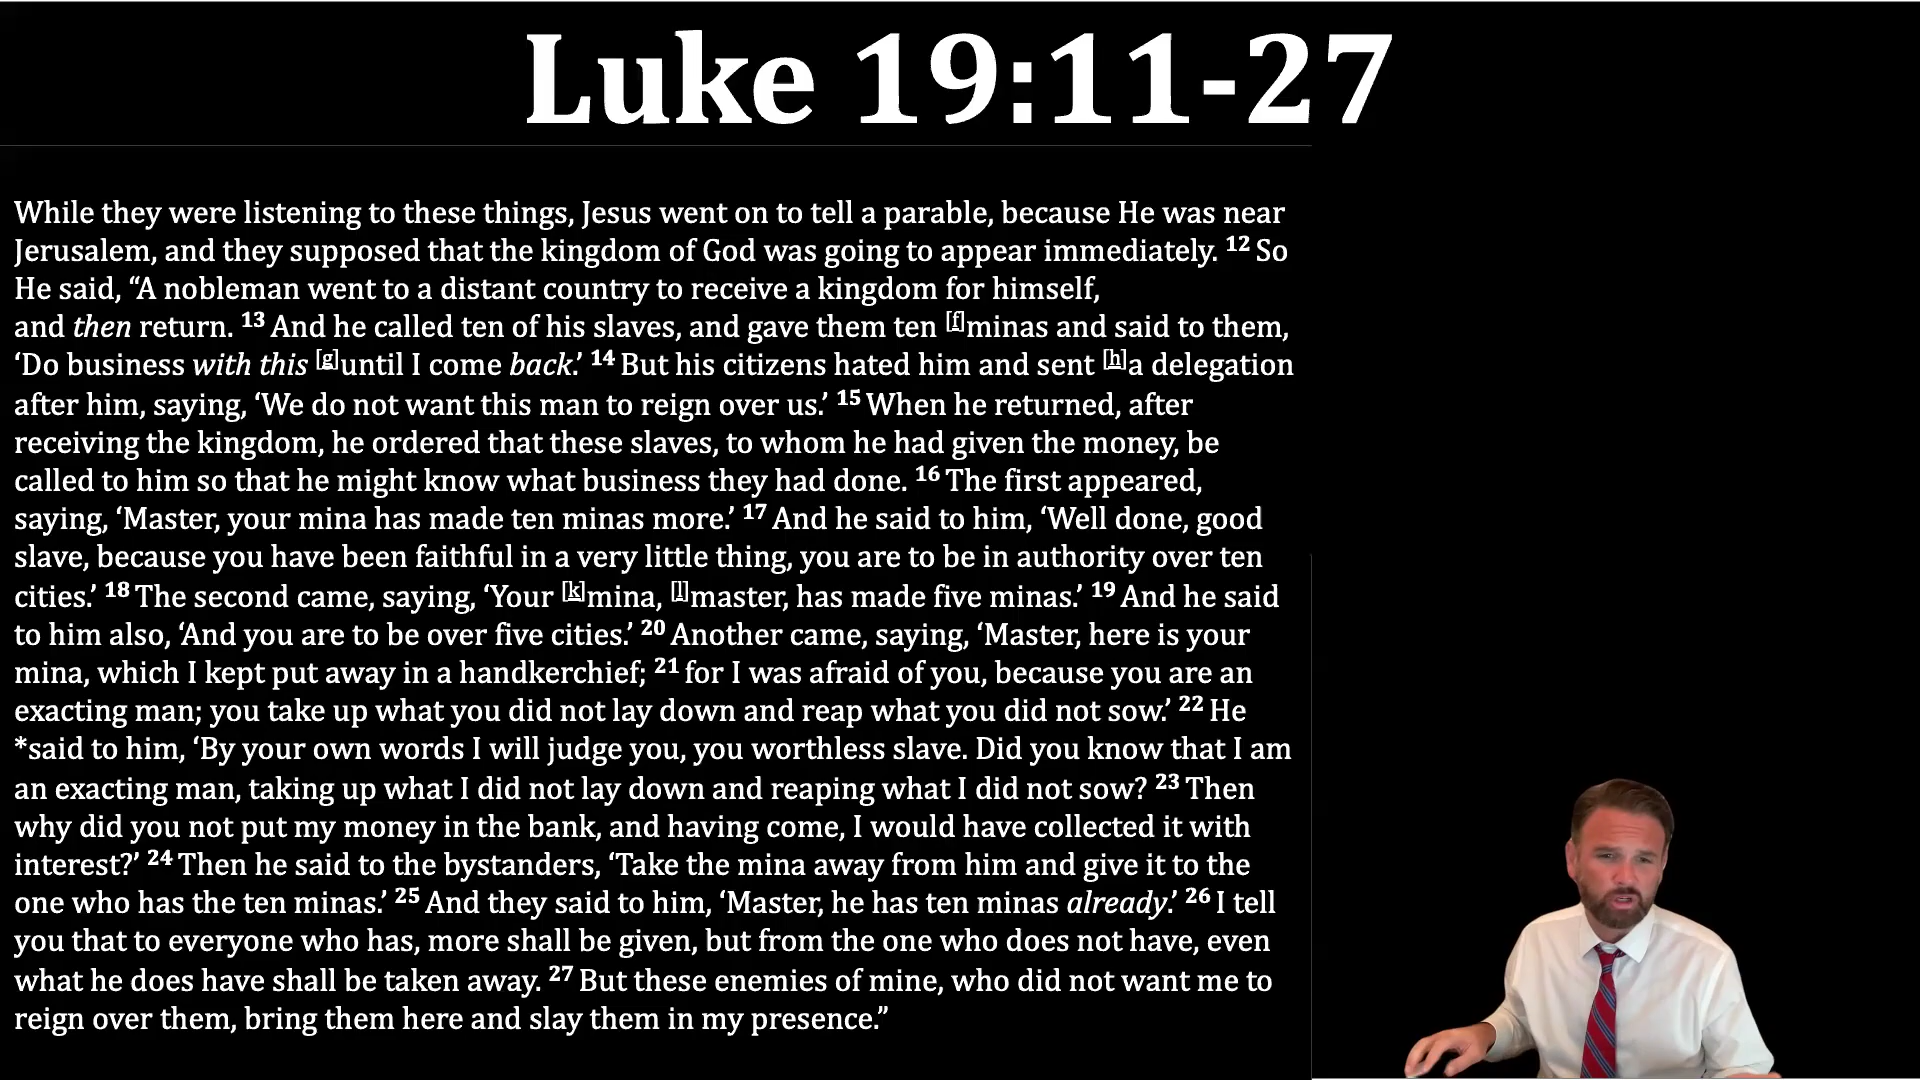 Luke 19:11-27
While they were listening to these things, Jesus went on to tell a parable, because He was near
Jerusalem, and they supposed that the kingdom of God was going to appear immediately. 12 So
He said, “A nobleman went to a distant country to receive a kingdom for himself,
and then return. 13 And he called ten of his slaves, and gave them ten [f]minas and said to them,
‘Do business with this [g]until I come back.’ 14 But his citizens hated him and sent [h]a delegation
after him, saying, ‘We do not want this man to reign over us.’ 15 When he returned, after
receiving the kingdom, he ordered that these slaves, to whom he had given the money, be
called to him so that he might know what business they had done. 16 The first appeared,
saying, ‘Master, your mina has made ten minas more.’ 17 And he said to him, ‘Well done, good
slave, because you have been faithful in a very little thing, you are to be in authority over ten
cities.’ 18 The second came, saying, ‘Your [k]mina, [l]master, has made five minas.’ 19 And he said
to him also, ‘And you are to be over five cities.’ 20 Another came, saying, ‘Master, here is your
mina, which I kept put away in a handkerchief; 21 for I was afraid of you, because you are an
exacting man; you take up what you did not lay down and reap what you did not sow.’ 22 He
*said to him, ‘By your own words I will judge you, you worthless slave. Did you know that I am
an exacting man, taking up what I did not lay down and reaping what I did not sow? 23 Then
why did you not put my money in the bank, and having come, I would have collected it with
interest?’ 24 Then he said to the bystanders, ‘Take the mina away from him and give it to the
one who has the ten minas.’ 25 And they said to him, ‘Master, he has ten minas already.’ 26 I tell
you that to everyone who has, more shall be given, but from the one who does not have, even
what he does have shall be taken away. 27 But these enemies of mine, who did not want me to
reign over them, bring them here and slay them in my presence.”